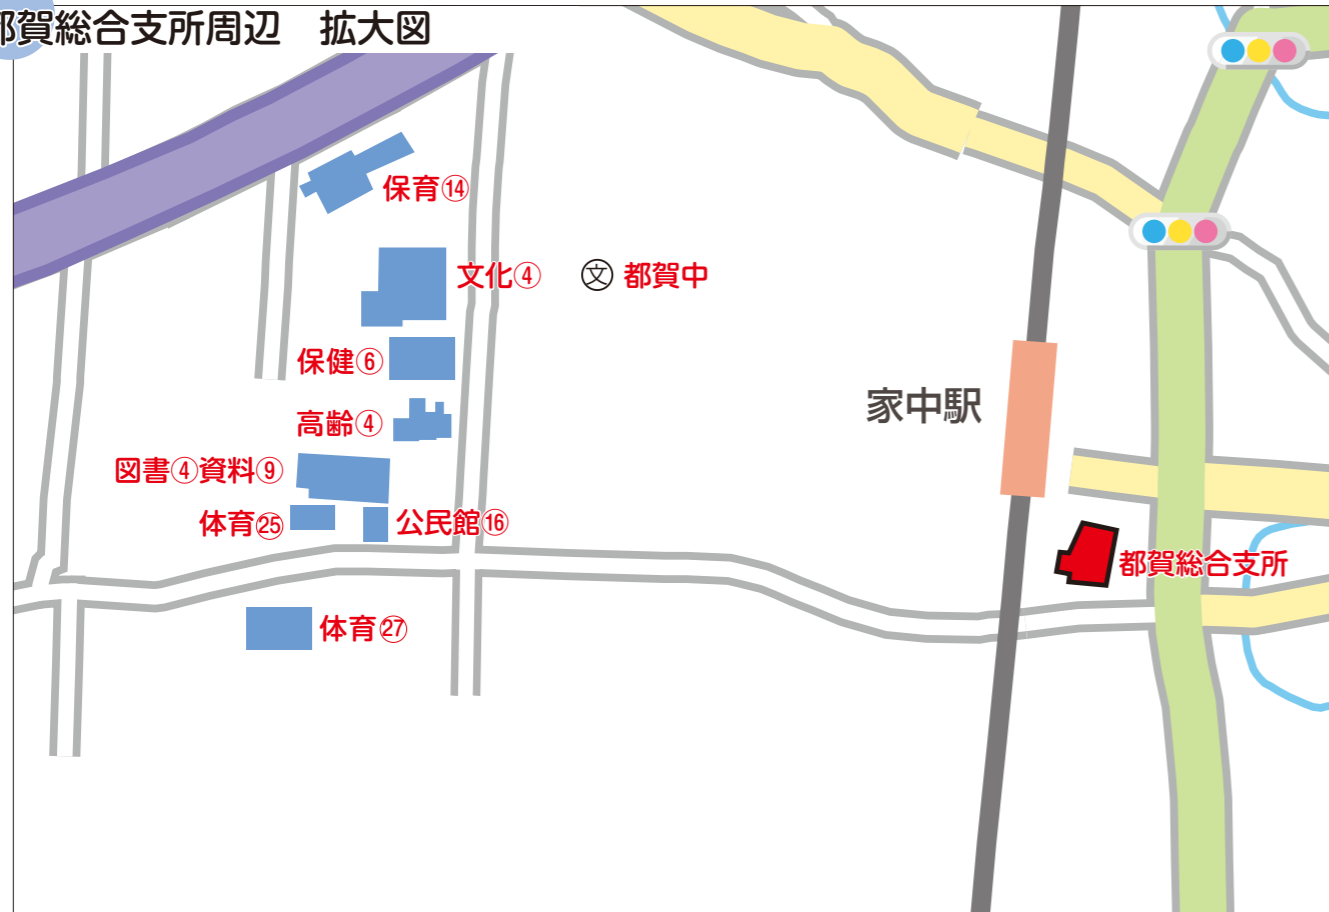 都賀総合支所周辺　拡大図
保育⑭
文化④
文
都賀中
保健⑥
家中駅
高齢④
図書④資料⑨
体育㉕
公民館⑯
都賀総合支所
体育㉗